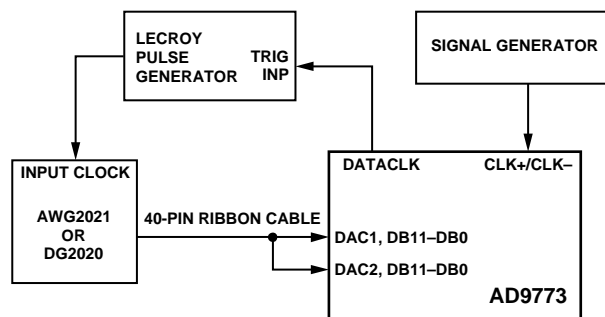 LECROY
PULSE
GENERATOR
TRIG
INP
SIGNAL GENERATOR
INPUT CLOCK
AWG2021
OR
DG2020
40-PIN RIBBON CABLE
DATACLK
CLK+/CLK–
DAC1, DB11–DB0
DAC2, DB11–DB0
AD9773